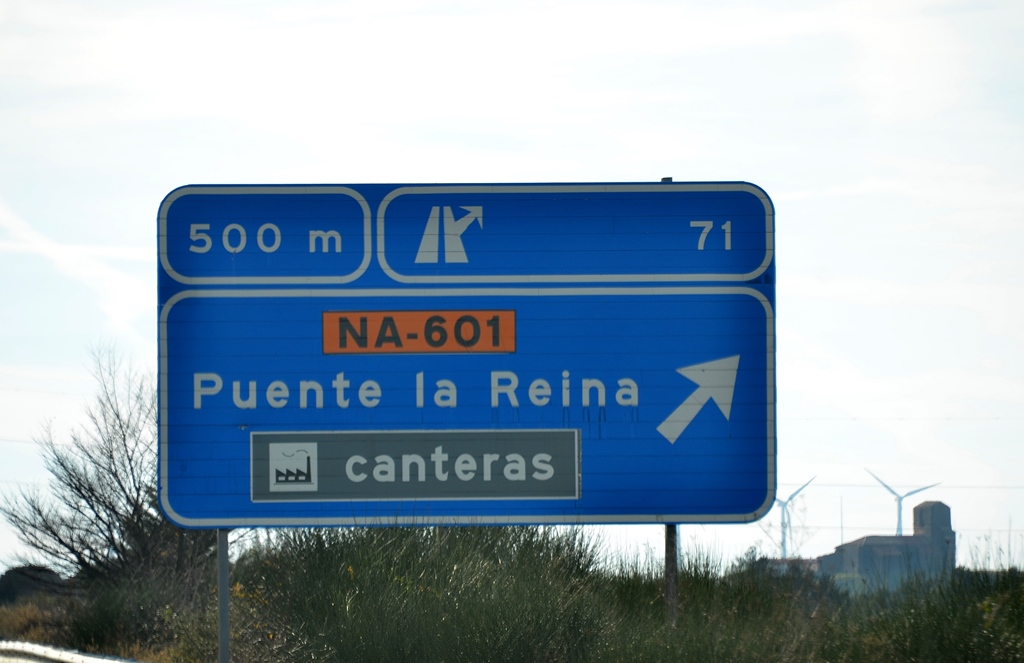 500 m
71
NA-601
Puente la Reina
canteras